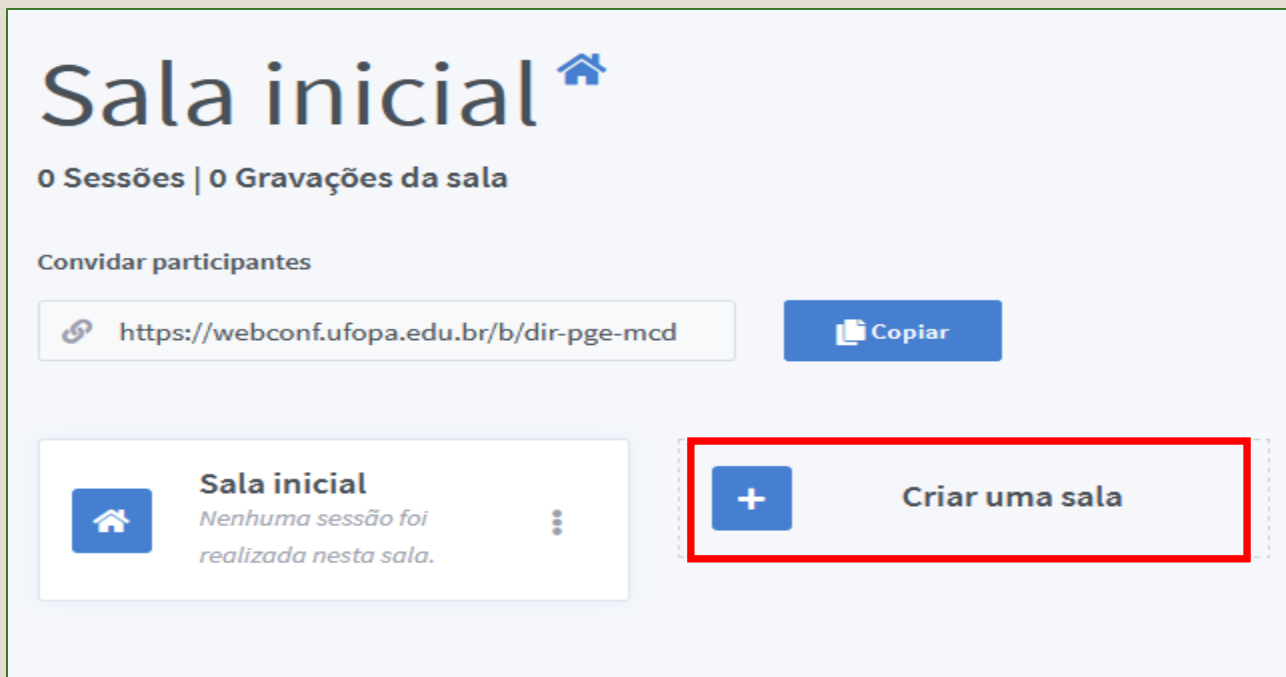 Sala inicial
0 Sessões | 0 Gravações da sala
Convidar participantes
https://webconf.ufopa.edu.br/b/dir-pge-mcd
Copiar
Sala inicial
Nenhuma sessão foi
realizada nesta sala.
Criar uma sala